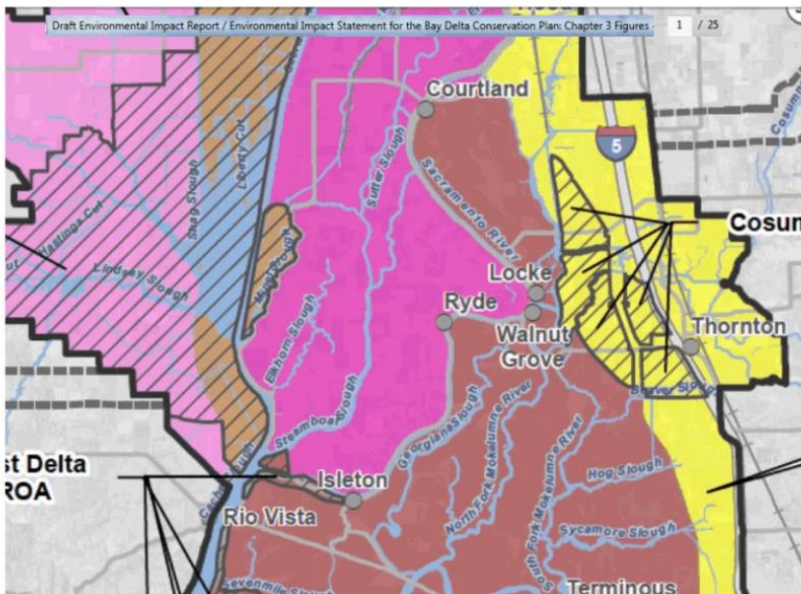 Draft Environmental Impact Report / Environmental Impact Statement for the Bay Delta Conservation Plan: Chapter 3 Figures -
1 / 25
Courtland
Cosumn
5
Sutter Slough
Liberty Cut
Shag Slough
Sacramento River
Hastings Cut
Cosum
Lindsey Slough
Locke
Ryde
Elkhorn Slough
Walnut
Grove
Thornton
Beaver Slough
Steamboat Slough
Georgiana Slough
North Fork Mokelumne River
South Fork Mokelumne River
st Delta
ROA
Isleton
Hog Slough
Rio Vista
Sycamore Slough
Sevenmile Slough
Terminous